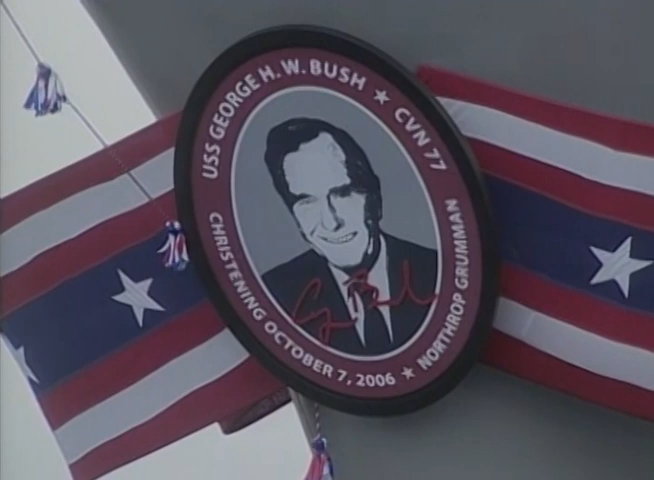 USS GEORGE H. W. BUSH ★ CVN 77
CHRISTENING OCTOBER 7, 2006 ★ NORTHROP GRUMMAN